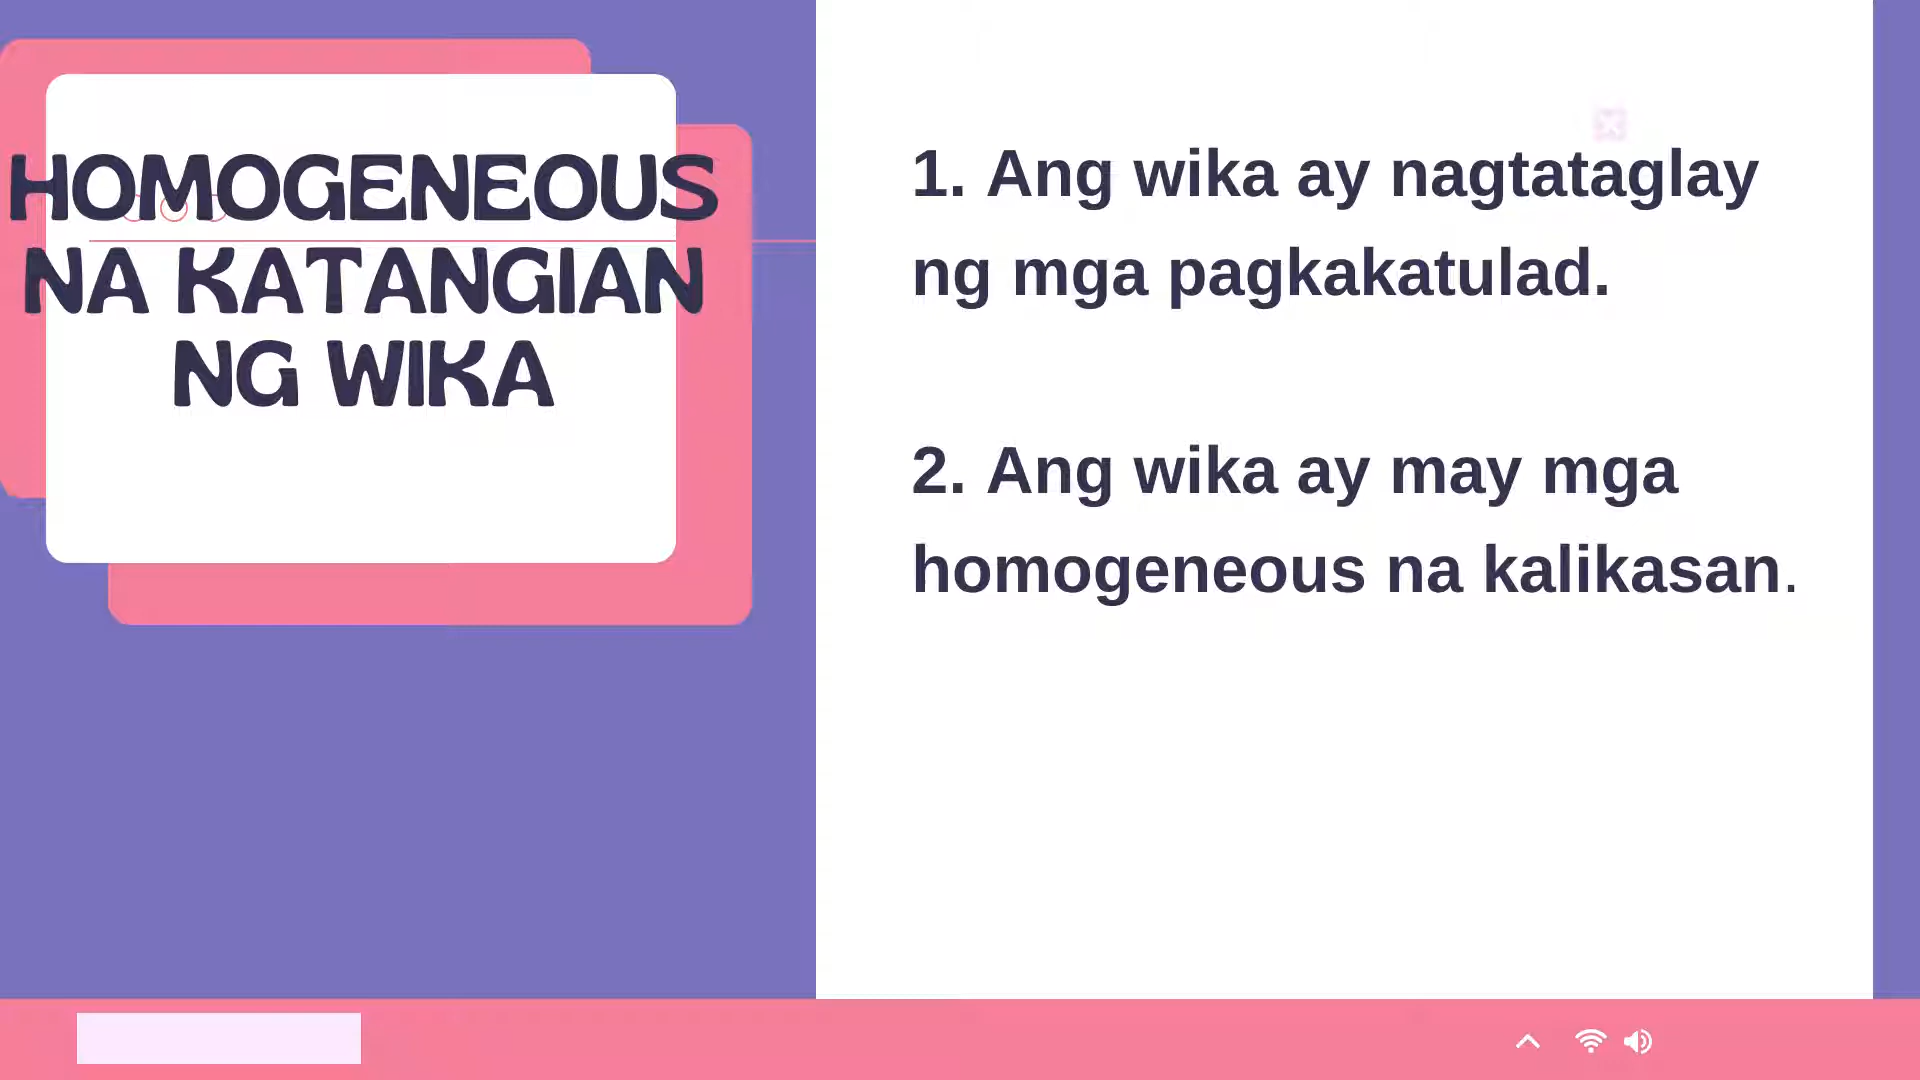 HOMOGENEOUS
NA KATANGIAN
NG WIKA
1. Ang wika ay nagtataglay
ng mga pagkakatulad.
2. Ang wika ay may mga
homogeneous na kalikasan.